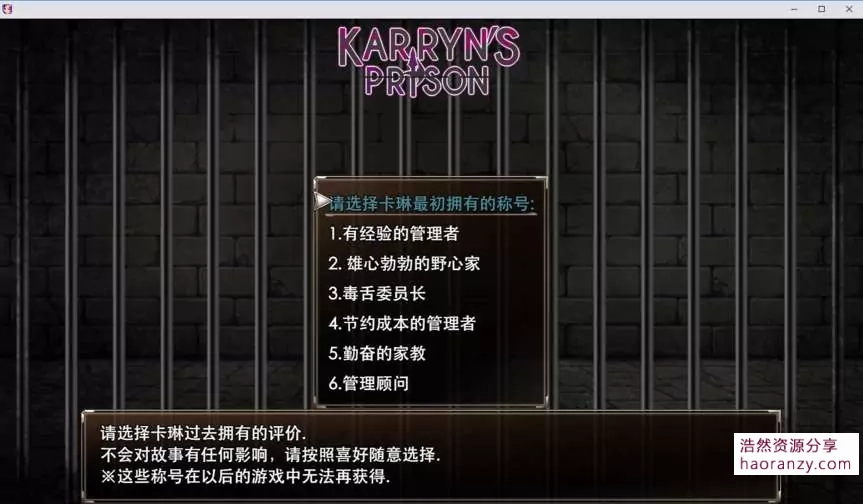 KARRYN'S
PRISON
请选择卡琳最初拥有的称号:
1.有经验的管理者
2. 雄心勃勃的野心家
3.毒舌委员长
4.节约成本的管理者
5.勤奋的家教
6.管理顾问
请选择卡琳过去拥有的评价.
不会对故事有任何影响，请按照喜好随意选择.
※这些称号在以后的游戏中无法再获得.
浩然资源分享
haoranzy.com